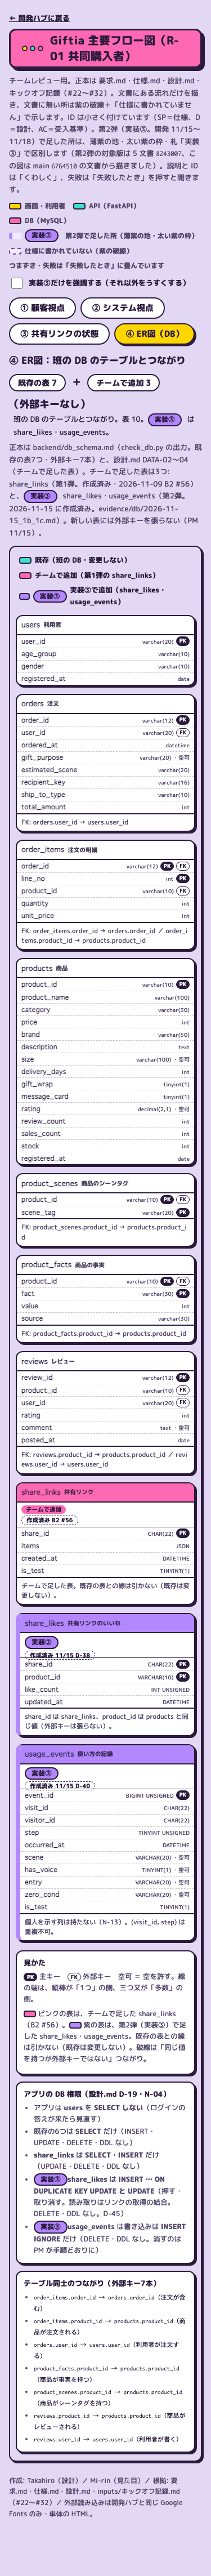 ← 開発ハブに戻る
Giftia 主要フロー図（R-
01 共同購入者）
チームレビュー用。正本は 要求.md・仕様.md・設計.md・
キックオフ記録（#22〜#32）。文書にある流れだけを描
き、文書に無い所は紫の破線＋「仕様に書かれていませ
ん」で示します。ID は小さく付けています（SP＝仕様、D
＝設計、AC＝受入基準）。第2弾（実装③。開発 11/15〜
11/18）で足した所は、薄紫の地・太い紫の枠・札「実装
③」で区別します（第2弾の対象版は 5 文書
は main の文書から描きました）。説明と ID
は「くわしく」、失敗は「失敗したとき」を押すと開きま
す。
画面・利用者
API（FastAPI）
DB（MySQL）
実装③ 第2弾で足した所（薄紫の地・太い紫の枠）
仕様に書かれていない（紫の破線）
つまずき・失敗は「失敗したとき」に畳んでいます
実装③だけを強調する（それ以外をうすくする）
① 顧客視点
② システム視点
③ 共有リンクの状態
④ ER図（DB）
④ ER図：班の DB のテーブルとつながり
既存の表 7 ＋ チームで追加 3
（外部キーなし）
班の DB のテーブルとつながり。表 10。 実装③ は
share_likes・usage_events。
正本は backend/db_schema.md（check_db.py の出力。既
存の表7つ・外部キー7本）と、設計.md DATA-02〜04
（チームで足した表）。チームで足した表は3つ:
share_links（第1弾。作成済み・2026-11-09 B2 #56）
と、 実装③ share_likes・usage_events（第2弾。
2026-11-15 に作成済み。evidence/db/2026-11-
15_1b_1c.md）。新しい表には外部キーを張らない（PM
11/15）。
既存（班の DB・変更しない）
チームで追加（第1弾の share_links）
実装③ 実装③で追加（share_likes・
usage_events）
users 利用者
user_id varchar(20) PK
age_group varchar(10)
gender varchar(10)
registered_at date
orders 注文
order_id varchar(12) PK
user_id varchar(20) FK
ordered_at datetime
gift_purpose varchar(20) ・空可
estimated_scene varchar(20)
recipient_key varchar(16)
ship_to_type varchar(10)
total_amount int
FK: orders.user_id → users.user_id
order_items 注文の明細
order_id varchar(12) PK FK
line_no int PK
product_id varchar(10) FK
quantity int
unit_price int
FK: order_items.order_id → orders.order_id ／ order_i
tems.product_id → products.product_id
products 商品
product_id varchar(10) PK
product_name varchar(100)
category varchar(30)
price int
brand varchar(50)
description text
size varchar(100) ・空可
delivery_days int
gift_wrap tinyint(1)
message_card tinyint(1)
rating decimal(2,1) ・空可
review_count int
sales_count int
stock int
registered_at date
product_scenes 商品のシーンタグ
product_id varchar(10) PK FK
scene_tag varchar(20) PK
FK: product_scenes.product_id → products.product_i
d
product_facts 商品の事実
product_id varchar(10) PK FK
fact varchar(30) PK
value int
source varchar(30)
FK: product_facts.product_id → products.product_id
reviews レビュー
review_id varchar(12) PK
product_id varchar(10) FK
user_id varchar(20) FK
rating int
comment text ・空可
posted_at date
FK: reviews.product_id → products.product_id ／ revi
ews.user_id → users.user_id
share_links 共有リンク
チームで追加
作成済み B2 #56
share_id CHAR(22) PK
items JSON
created_at DATETIME
is_test TINYINT(1)
チームで足した表。既存の表との線は引かない（既存は変
更しない）。
share_likes 共有リンクのいいね
実装③
作成済み 11/15 D-38
share_id CHAR(22) PK
product_id VARCHAR(10) PK
like_count INT UNSIGNED
updated_at DATETIME
share_id は share_links、product_id は products と同
じ値（外部キーは張らない）。
usage_events 使い方の記録
実装③
作成済み 11/15 D-40
event_id BIGINT UNSIGNED PK
visit_id CHAR(22)
visitor_id CHAR(22)
step TINYINT UNSIGNED
occurred_at DATETIME
scene VARCHAR(20) ・空可
has_voice TINYINT(1) ・空可
entry VARCHAR(20) ・空可
zero_cond VARCHAR(20) ・空可
is_test TINYINT(1)
個人を示す列は持たない（N-13）。(visit_id, step) は
重複不可。
見かた
PK 主キー FK 外部キー 空可 ＝ 空を許す。線
の端は、縦棒が「1つ」の側、三つ又が「多数」の
側。
ピンクの表は、チームで足した share_links
（B2 #56）。 紫の表は、第2弾（実装③）で足
した share_likes・usage_events。既存の表との線
は引かない（既存は変更しない）。破線は「同じ値
を持つが外部キーではない」つながり。
アプリの DB 権限（設計.md D-19・N-04）
• アプリは users を SELECT しない（ログインの
答えが来たら見直す）
• 既存の6つは SELECT だけ（INSERT・
UPDATE・DELETE・DDL なし）
• share_links は SELECT・INSERT だけ
（UPDATE・DELETE・DDL なし）
• 実装③ share_likes は INSERT … ON
DUPLICATE KEY UPDATE と UPDATE（押す・
取り消す。読み取りはリンクの取得の結合。
DELETE・DDL なし。D-45）
• 実装③ usage_events は書き込みは INSERT
IGNORE だけ（DELETE・DDL なし。消すのは
PM が手順どおりに）
テーブル同士のつながり（外部キー7本）
• order_items.order_id → orders.order_id（注文が含
む）
• order_items.product_id → products.product_id（商
品が注文される）
• orders.user_id → users.user_id（利用者が注文す
る）
• product_facts.product_id → products.product_id
（商品が事実を持つ）
• product_scenes.product_id → products.product_id
（商品がシーンタグを持つ）
• reviews.product_id → products.product_id（商品が
レビューされる）
• reviews.user_id → users.user_id（利用者が書く）
作成: Takahiro（設計）／ Mi-rin（見た目）／ 根拠: 要
求.md・仕様.md・設計.md・inputs/キックオフ記録.md
（#22〜#32）／ 外部読み込みは開発ハブと同じ Google
Fonts のみ・単体の HTML。